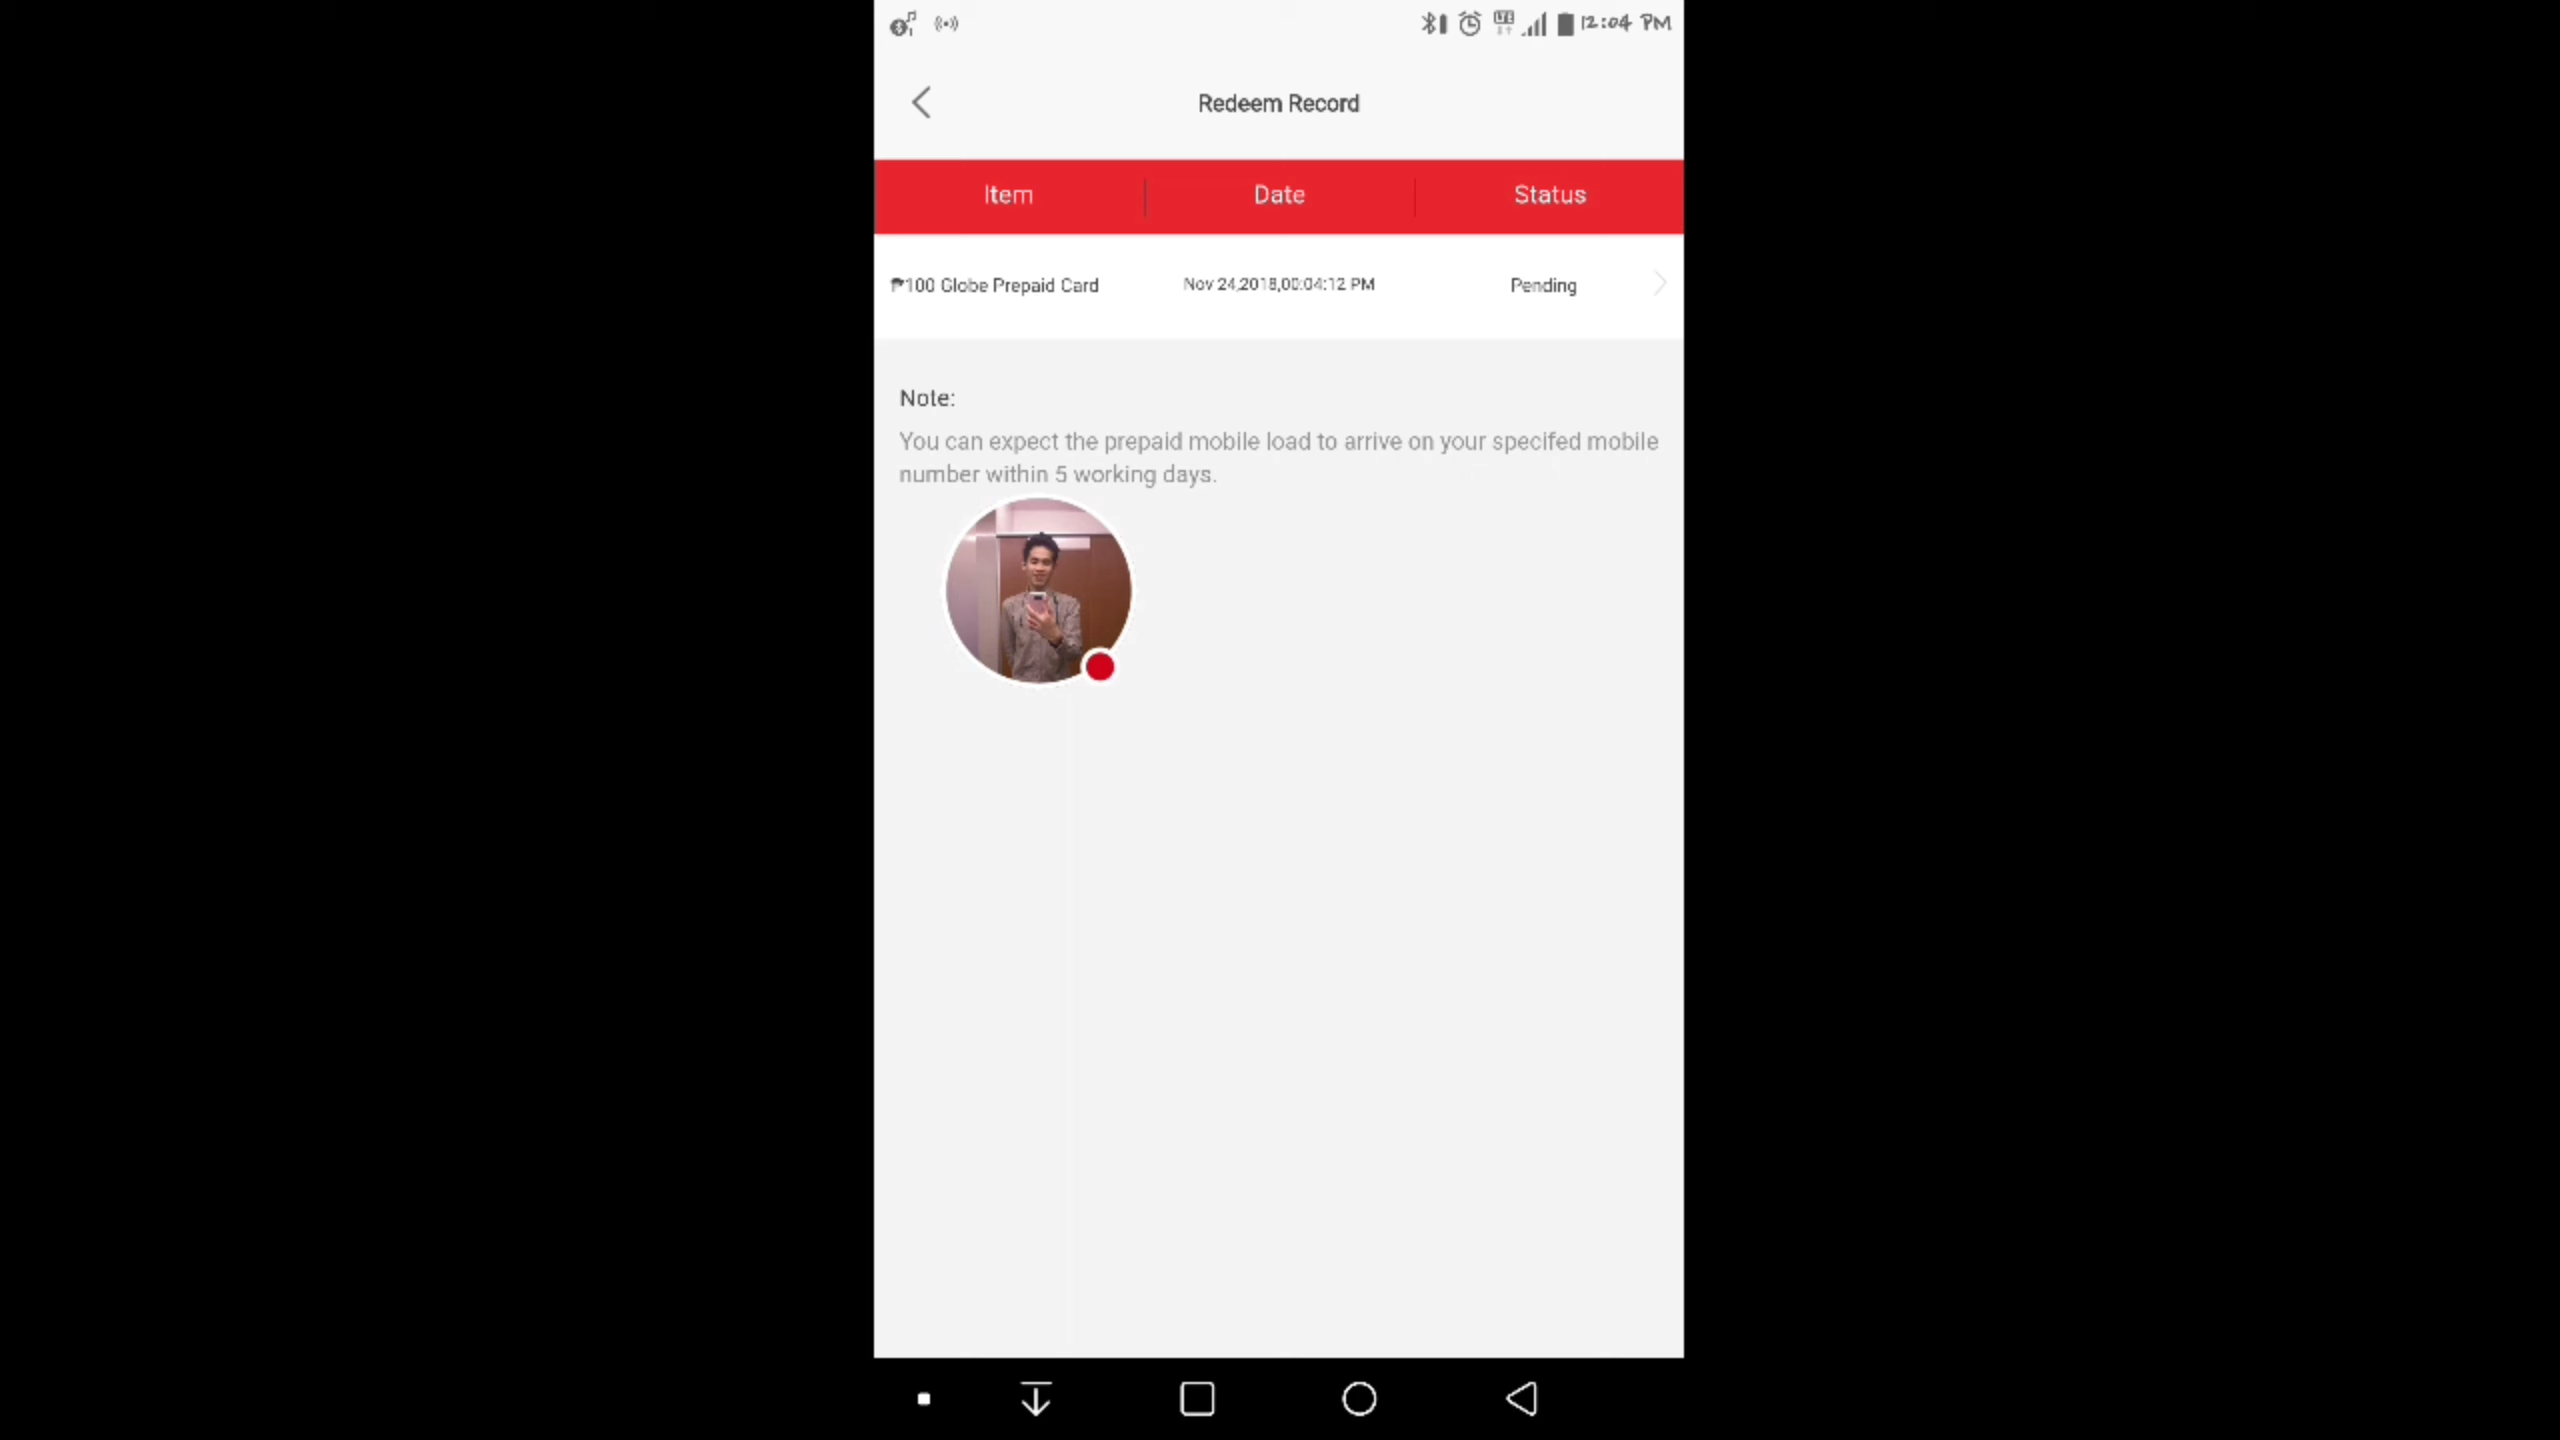 12:04 PM
Redeem Record
Item Date Status
₱100 Globe Prepaid Card Nov 24,2018,00:04:12 PM Pending
Note:
You can expect the prepaid mobile load to arrive on your specifed mobile
number within 5 working days.